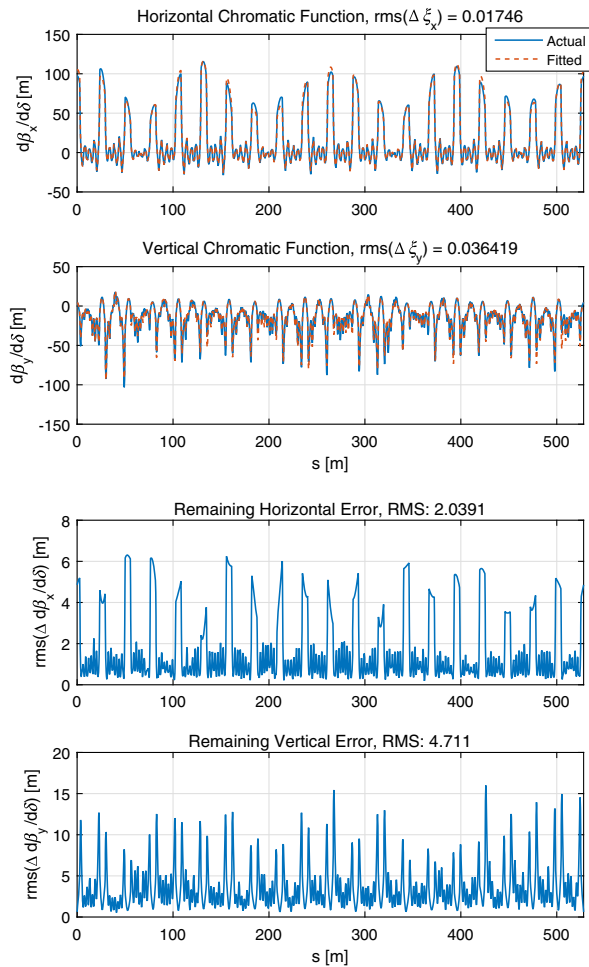 Horizontal Chromatic Function, rms(Δ ξx) = 0.01746
Actual
Fitted
150
100
50
0
-50
dβx/dδ [m]
0 100 200 300 400 500
Vertical Chromatic Function, rms(Δ ξy) = 0.036419
50
0
-50
-100
-150
dβy/dδ [m]
0 100 200 300 400 500
s [m]
Remaining Horizontal Error, RMS: 2.0391
8
6
4
2
0
rms(Δ dβx/dδ) [m]
0 100 200 300 400 500
s [m]
Remaining Vertical Error, RMS: 4.711
20
15
10
5
0
rms(Δ dβy/dδ) [m]
0 100 200 300 400 500
s [m]